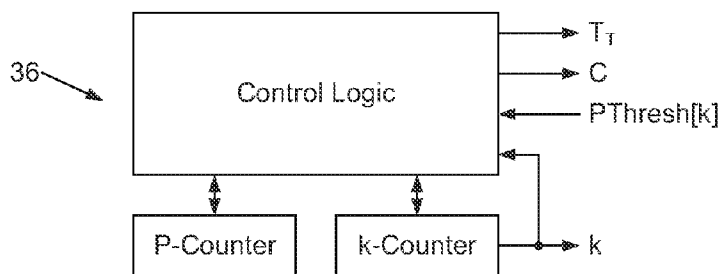 36
Control Logic
T_T
C
PThresh[k]
P-Counter
k-Counter
k